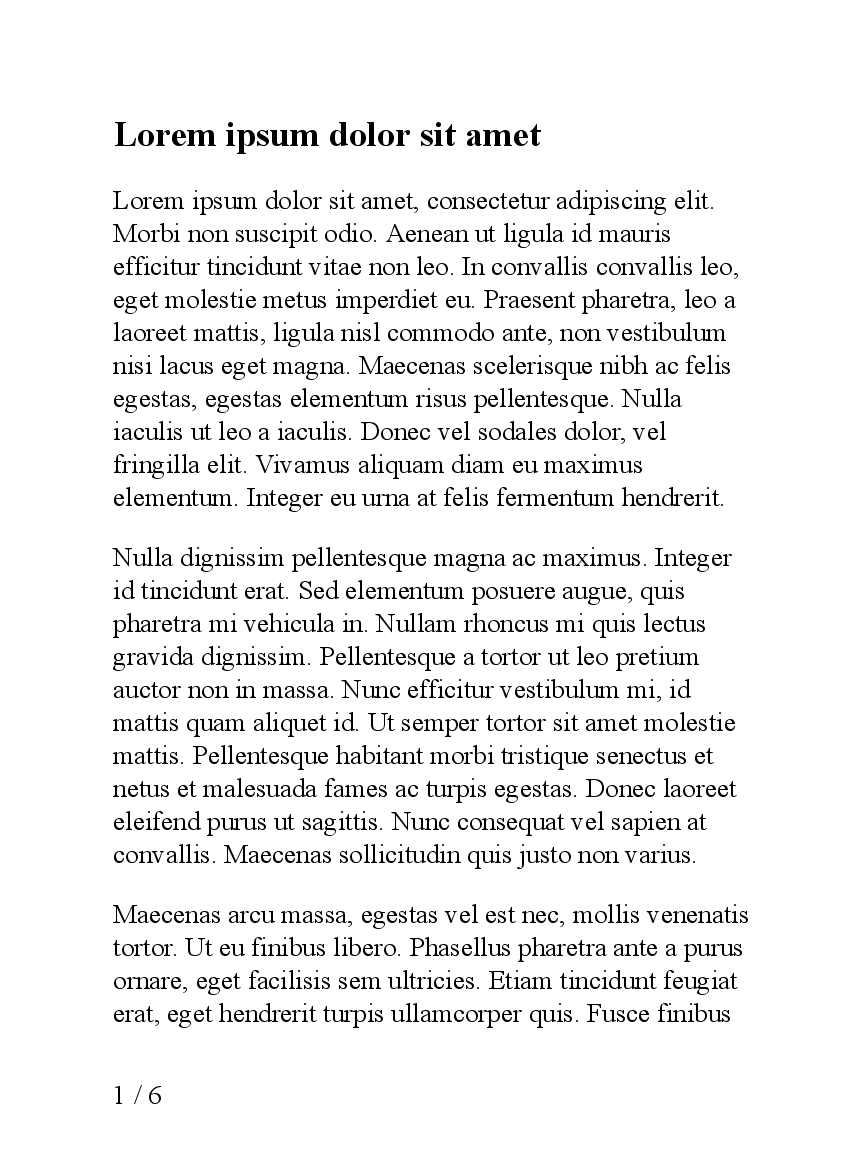 Lorem ipsum dolor sit amet
Lorem ipsum dolor sit amet, consectetur adipiscing elit.
Morbi non suscipit odio. Aenean ut ligula id mauris
efficitur tincidunt vitae non leo. In convallis convallis leo,
eget molestie metus imperdiet eu. Praesent pharetra, leo a
laoreet mattis, ligula nisl commodo ante, non vestibulum
nisi lacus eget magna. Maecenas scelerisque nibh ac felis
egestas, egestas elementum risus pellentesque. Nulla
iaculis ut leo a iaculis. Donec vel sodales dolor, vel
fringilla elit. Vivamus aliquam diam eu maximus
elementum. Integer eu urna at felis fermentum hendrerit.
Nulla dignissim pellentesque magna ac maximus. Integer
id tincidunt erat. Sed elementum posuere augue, quis
pharetra mi vehicula in. Nullam rhoncus mi quis lectus
gravida dignissim. Pellentesque a tortor ut leo pretium
auctor non in massa. Nunc efficitur vestibulum mi, id
mattis quam aliquet id. Ut semper tortor sit amet molestie
mattis. Pellentesque habitant morbi tristique senectus et
netus et malesuada fames ac turpis egestas. Donec laoreet
eleifend purus ut sagittis. Nunc consequat vel sapien at
convallis. Maecenas sollicitudin quis justo non varius.
Maecenas arcu massa, egestas vel est nec, mollis venenatis
tortor. Ut eu finibus libero. Phasellus pharetra ante a purus
ornare, eget facilisis sem ultricies. Etiam tincidunt feugiat
erat, eget hendrerit turpis ullamcorper quis. Fusce finibus
1 / 6